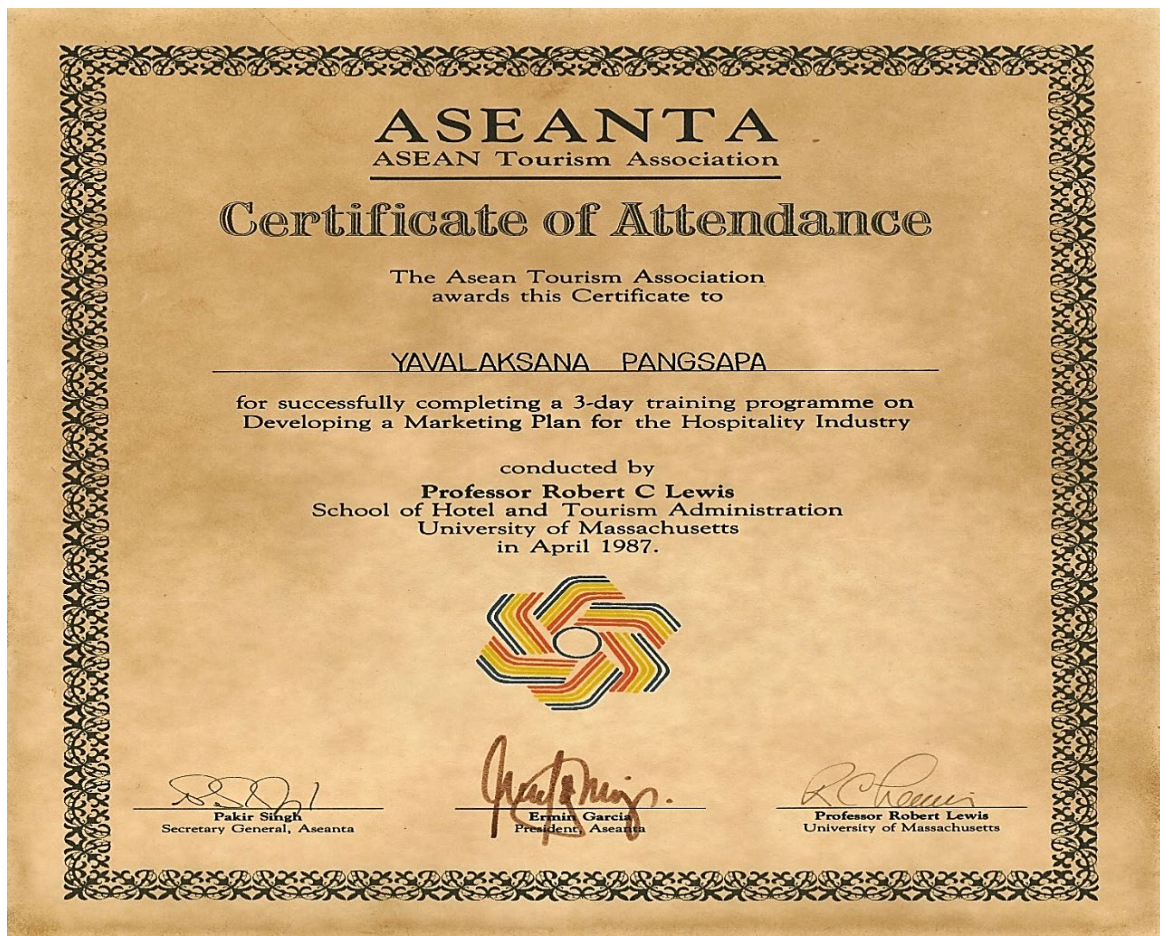 ASEANTA
ASEAN Tourism Association
Certificate of Attendance
The Asean Tourism Association
awards this Certificate to
YAVALAKSANA PANGSAPA
for successfully completing a 3-day training programme on
Developing a Marketing Plan for the Hospitality Industry
conducted by
Professor Robert C Lewis
School of Hotel and Tourism Administration
University of Massachusetts
in April 1987.
Pakir Singh
Secretary General, Aseanta
Ermin Garcia
President, Aseanta
Professor Robert Lewis
University of Massachusetts